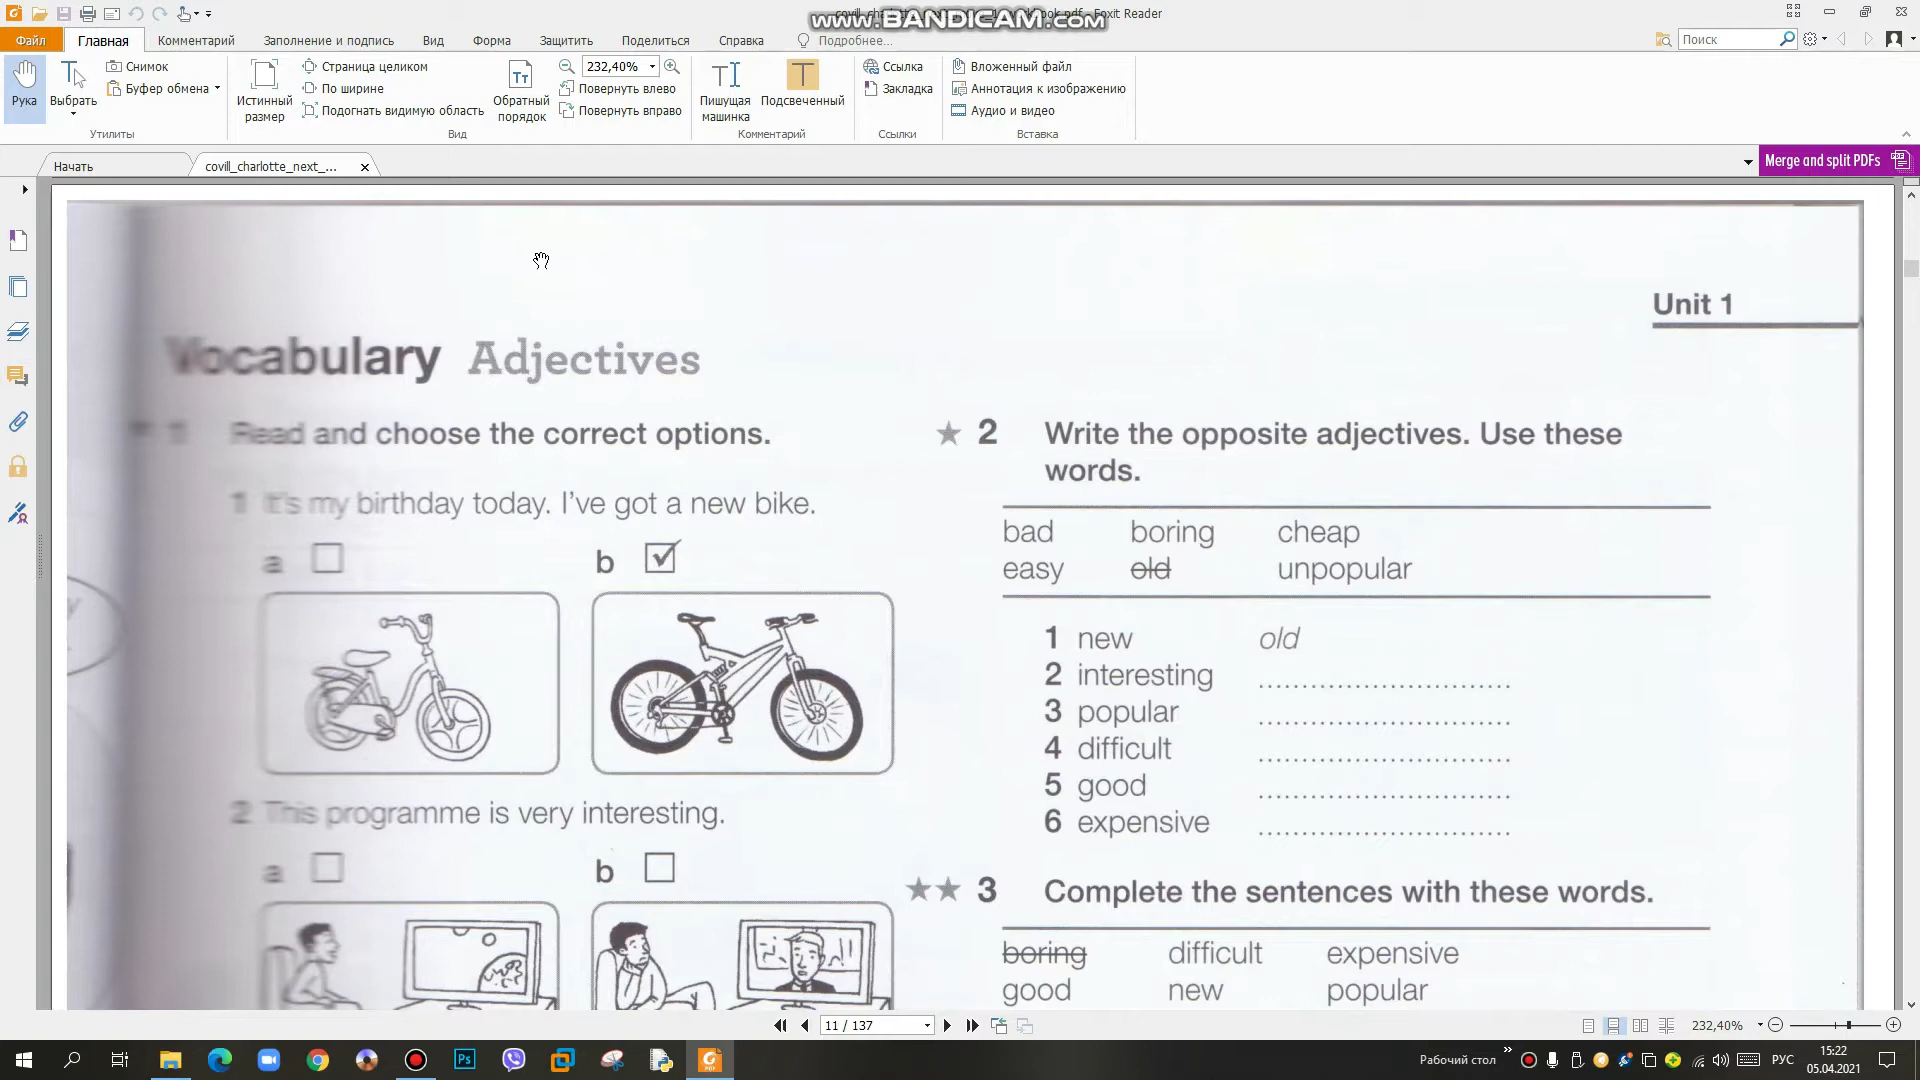 www.BANDICAM.com
Foxit Reader
Файл
Главная
Комментарий
Заполнение и подпись
Вид
Форма
Защитить
Поделиться
Справка
Подробнее...
Поиск
Рука
Выбрать
Снимок
Буфер обмена
Утилиты
Истинный размер
Страница целиком
По ширине
Подогнать видимую область
Обратный порядок
232,40%
Повернуть влево
Повернуть вправо
Вид
Пишущая машинка
Подсвеченный
Комментарий
Ссылка
Закладка
Ссылки
Вложенный файл
Аннотация к изображению
Аудио и видео
Вставка
Начать
covill_charlotte_next_...
Merge and split PDFs
Unit 1
Vocabulary Adjectives
Read and choose the correct options.
1 It's my birthday today. I've got a new bike.
a
b
2 This programme is very interesting.
a
b
2 Write the opposite adjectives. Use these
words.
bad boring cheap
easy old unpopular
1 new old
2 interesting
3 popular
4 difficult
5 good
6 expensive
3 Complete the sentences with these words.
boring difficult expensive
good new popular
11 / 137
232,40%
Рабочий стол
РУС
15:22
05.04.2021